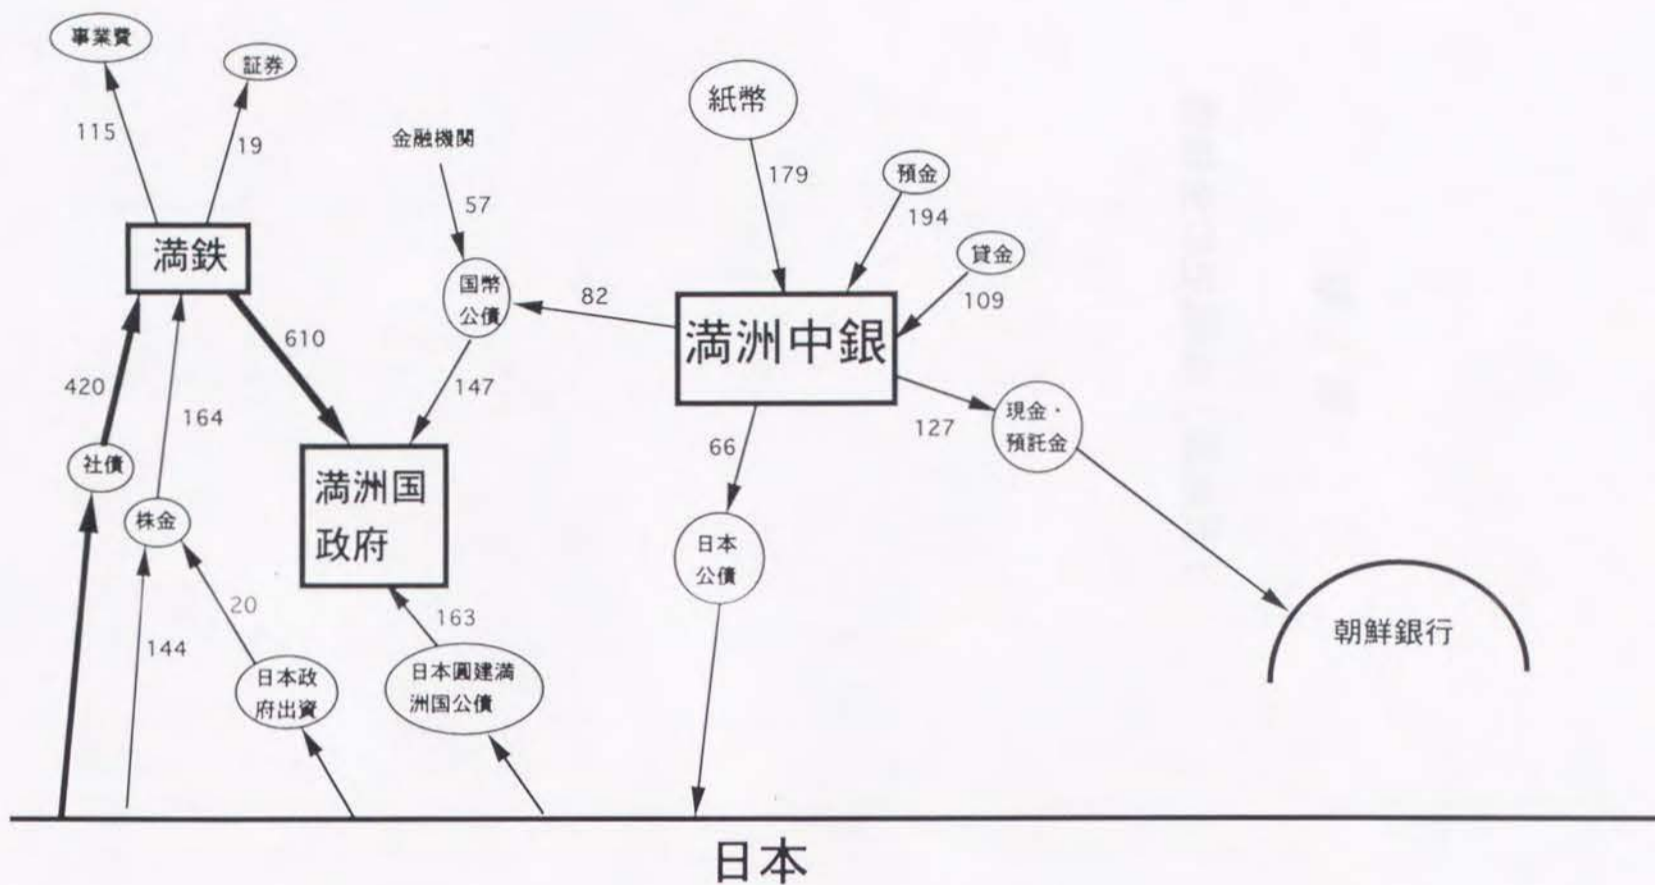 事業費
証券
115
19
満鉄
420
164
社債
株金
144
20
日本政
府出資
610
金融機関
57
国幣
公債
82
147
満洲国
政府
163
日本圓建満
洲国公債
紙幣
179
預金
194
貸金
109
満洲中銀
66
日本
公債
127
現金・
預託金
朝鮮銀行
日本